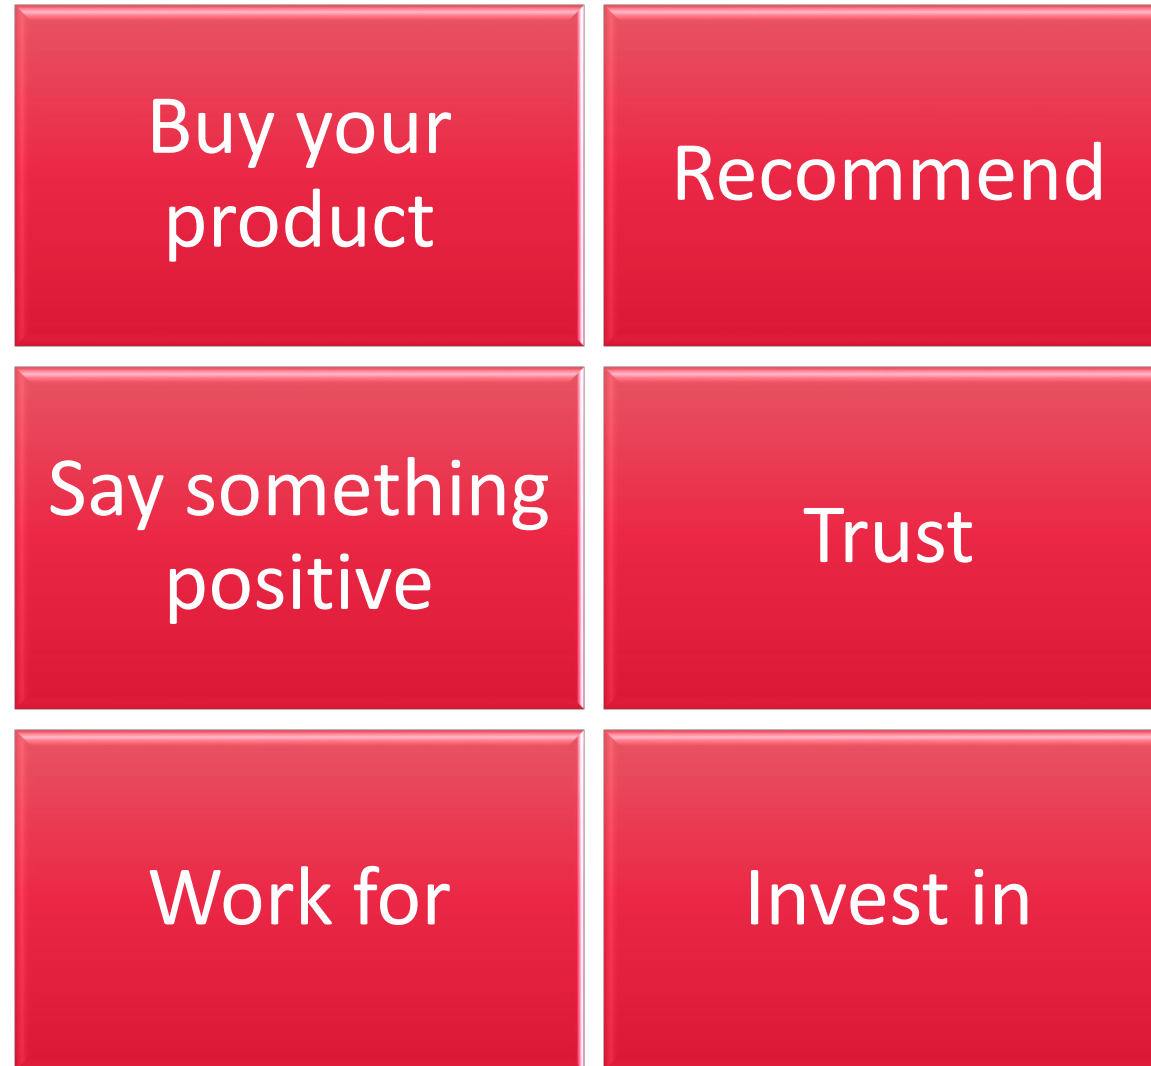 Buy your
product
Recommend
Say something
positive
Trust
Work for
Invest in